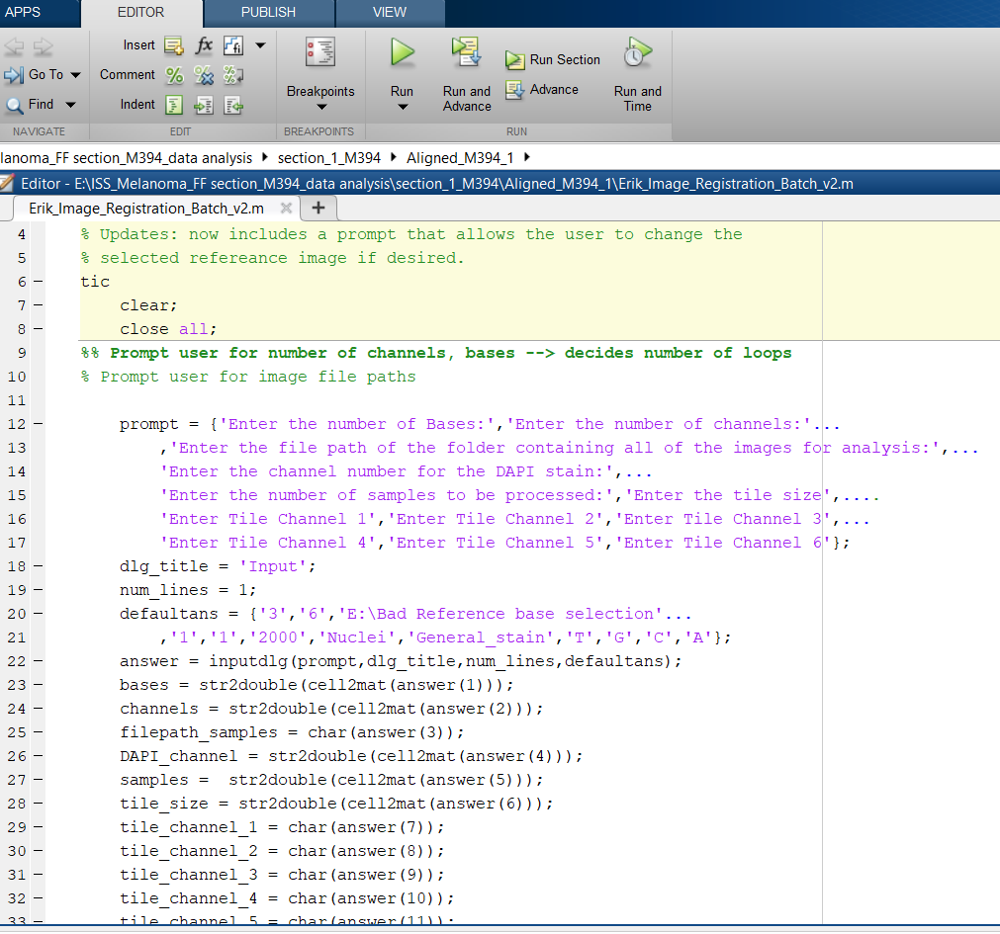 APPS EDITOR PUBLISH VIEW
Insert fx
Go To Comment % Breakpoints Run Run and Advance Run Section Advance Run and Time
Find Indent
NAVIGATE EDIT BREAKPOINTS RUN
lanoma_FF section_M394_data analysis section_1_M394 Aligned_M394_1
Editor - E:\ISS_Melanoma_FF section_M394_data analysis\section_1_M394\Aligned_M394_1\Erik_Image_Registration_Batch_v2.m
Erik_Image_Registration_Batch_v2.m
4 % Updates: now includes a prompt that allows the user to change the
5 % selected refereance image if desired.
6 – tic
7 – clear;
8 – close all;
9 %% Prompt user for number of channels, bases --> decides number of loops
10 % Prompt user for image file paths
11
12 – prompt = {'Enter the number of Bases:','Enter the number of channels:'...
13 ,'Enter the file path of the folder containing all of the images for analysis:',...
14 'Enter the channel number for the DAPI stain:',...
15 'Enter the number of samples to be processed:','Enter the tile size',....
16 'Enter Tile Channel 1','Enter Tile Channel 2','Enter Tile Channel 3',...
17 'Enter Tile Channel 4','Enter Tile Channel 5','Enter Tile Channel 6'};
18 – dlg_title = 'Input';
19 – num_lines = 1;
20 – defaultans = {'3','6','E:\Bad Reference base selection'...
21 ,'1','1','2000','Nuclei','General_stain','T','G','C','A'};
22 – answer = inputdlg(prompt,dlg_title,num_lines,defaultans);
23 – bases = str2double(cell2mat(answer(1)));
24 – channels = str2double(cell2mat(answer(2)));
25 – filepath_samples = char(answer(3));
26 – DAPI_channel = str2double(cell2mat(answer(4)));
27 – samples =  str2double(cell2mat(answer(5)));
28 – tile_size = str2double(cell2mat(answer(6)));
29 – tile_channel_1 = char(answer(7));
30 – tile_channel_2 = char(answer(8));
31 – tile_channel_3 = char(answer(9));
32 – tile_channel_4 = char(answer(10));
33 – tile_channel_5 = char(answer(11));